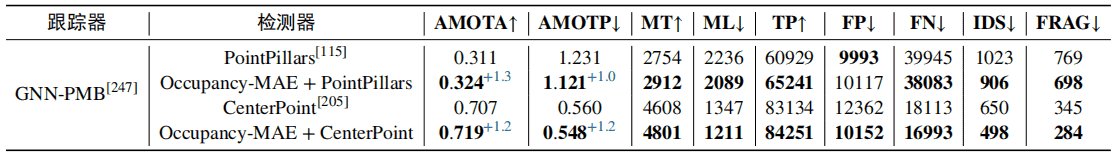 跟踪器 检测器 AMOTA↑ AMOTP↓ MT↑ ML↓ TP↑ FP↓ FN↓ IDS↓ FRAG↓
PointPillars[115] 0.311 1.231 2754 2236 60929 9993 39945 1023 769
GNN-PMB[247] Occupancy-MAE + PointPillars 0.324+1.3 1.121+1.0 2912 2089 65241 10117 38083 906 698
CenterPoint[205] 0.707 0.560 4608 1347 83134 12362 18113 650 345
Occupancy-MAE + CenterPoint 0.719+1.2 0.548+1.2 4801 1211 84251 10152 16993 498 284